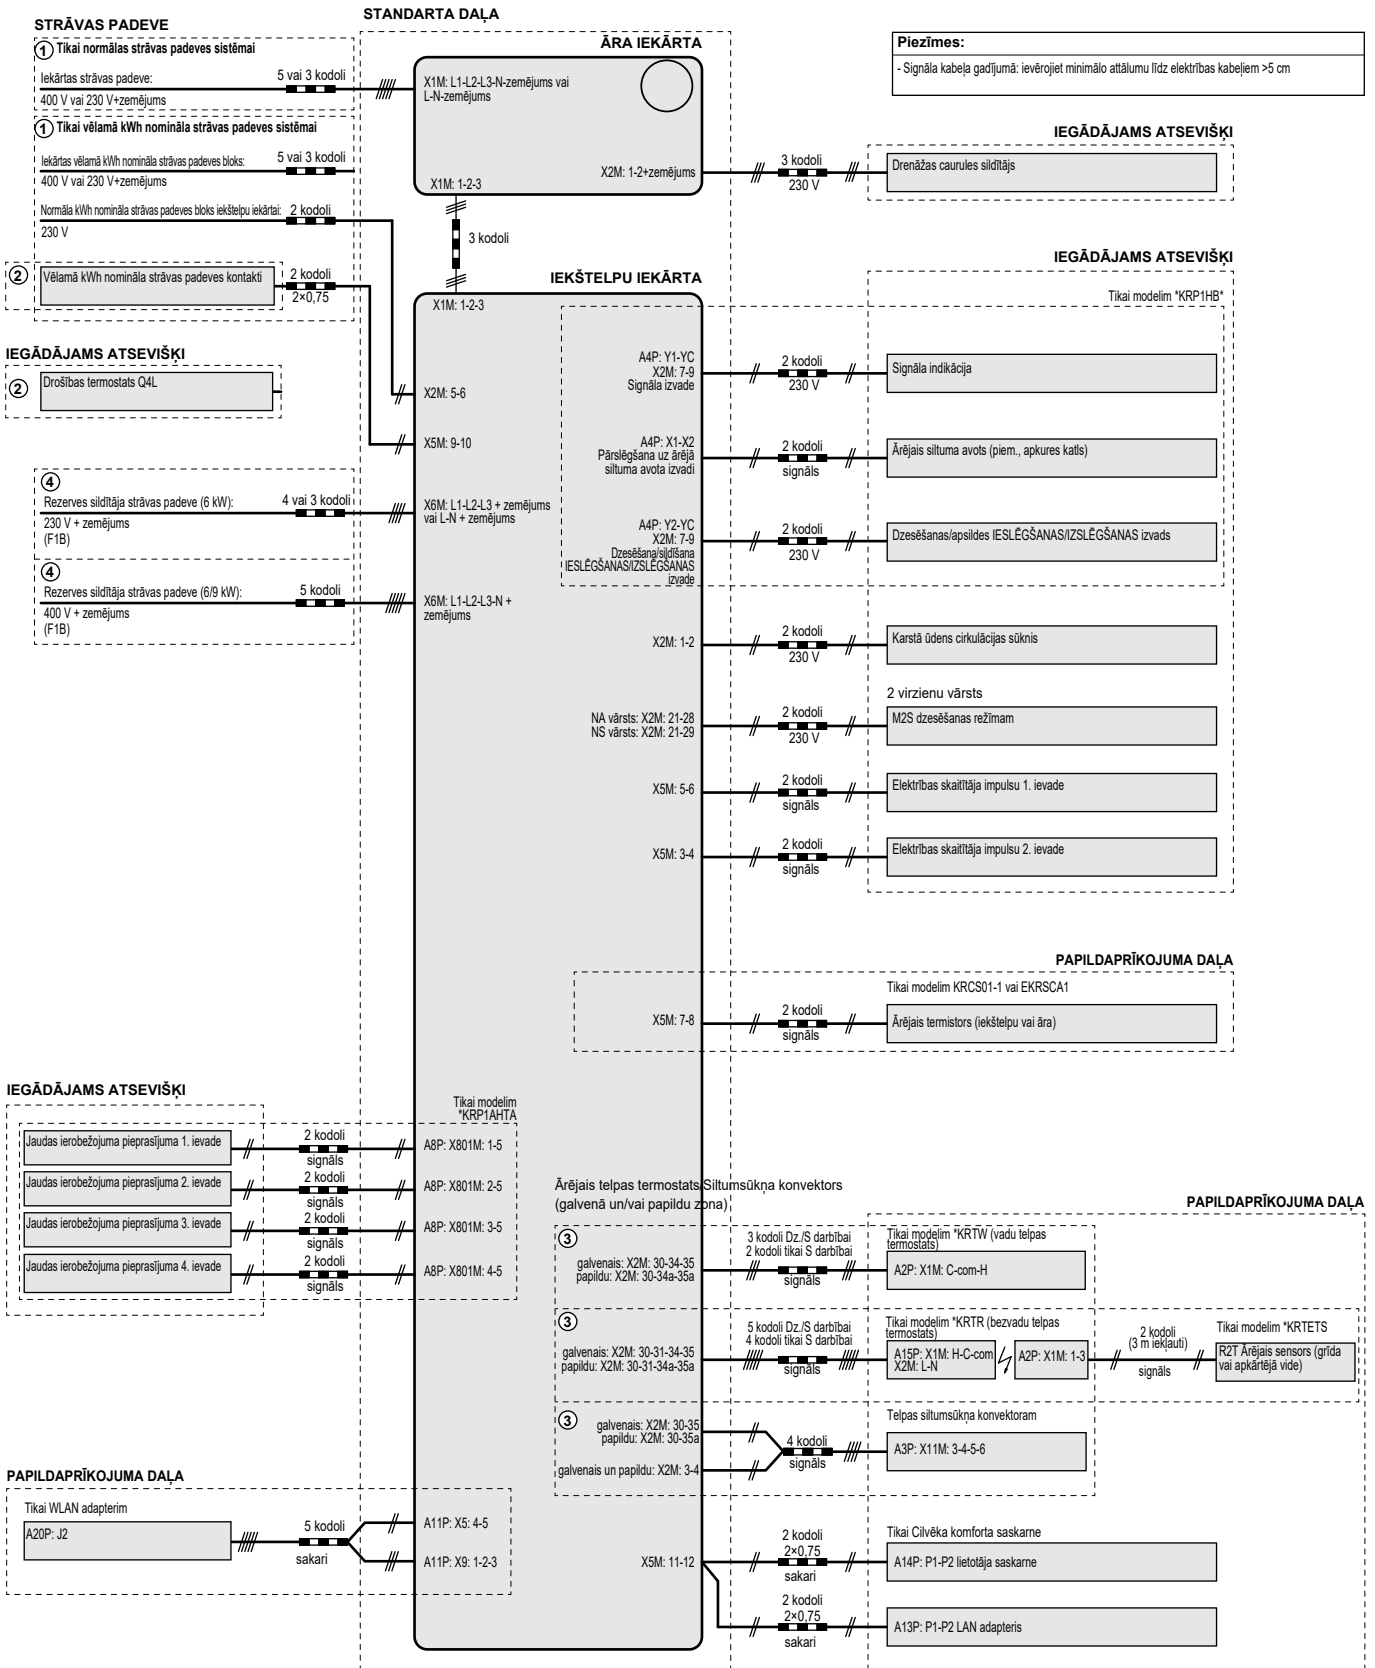 STRĀVAS PADEVE
STANDARTA DAĻA
① Tikai normālas strāvas padeves sistēmai
Iekārtas strāvas padeve:
5 vai 3 kodoli
400 V vai 230 V+zemējums
① Tikai vēlamā kWh nomināla strāvas padeves sistēmai
Iekārtas vēlamā kWh nomināla strāvas padeves bloks:
5 vai 3 kodoli
400 V vai 230 V+zemējums
Normāla kWh nomināla strāvas padeves bloks iekštelpu iekārtai:
2 kodoli
230 V
②
Vēlamā kWh nomināla strāvas padeves kontakti
2 kodoli
2×0,75
IEGĀDĀJAMS ATSEVIŠĶI
②
Drošības termostats Q4L
④
Rezerves sildītāja strāvas padeve (6 kW):
4 vai 3 kodoli
230 V + zemējums
(F1B)
④
Rezerves sildītāja strāvas padeve (6/9 kW):
5 kodoli
400 V + zemējums
(F1B)
ĀRA IEKĀRTA
X1M: L1-L2-L3-N-zemējums vai
L-N-zemējums
X2M: 1-2+zemējums
X1M: 1-2-3
3 kodoli
IEKŠTELPU IEKĀRTA
X1M: 1-2-3
X2M: 5-6
X5M: 9-10
X6M: L1-L2-L3 + zemējums
vai L-N + zemējums
X6M: L1-L2-L3-N +
zemējums
Piezīmes:
- Signāla kabeļa gadījumā: ievērojiet minimālo attālumu līdz elektrības kabeļiem >5 cm
IEGĀDĀJAMS ATSEVIŠĶI
3 kodoli
230 V
Drenāžas caurules sildītājs
IEGĀDĀJAMS ATSEVIŠĶI
Tikai modelim *KRP1HB*
A4P: Y1-YC
X2M: 7-9
Signāla izvade
2 kodoli
230 V
Signāla indikācija
A4P: X1-X2
Pārslēgšana uz ārējā
siltuma avota izvadi
2 kodoli
signāls
Ārējais siltuma avots (piem., apkures katls)
A4P: Y2-YC
X2M: 7-9
Dzesēšana/sildīšana
IESLĒGŠANAS/IZSLĒGŠANAS
izvade
2 kodoli
230 V
Dzesēšanas/apsildes IESLĒGŠANAS/IZSLĒGŠANAS izvads
X2M: 1-2
2 kodoli
230 V
Karstā ūdens cirkulācijas sūknis
2 virzienu vārsts
NA vārsts: X2M: 21-28
NS vārsts: X2M: 21-29
2 kodoli
230 V
M2S dzesēšanas režīmam
X5M: 5-6
2 kodoli
signāls
Elektrības skaitītāja impulsu 1. ievade
X5M: 3-4
2 kodoli
signāls
Elektrības skaitītāja impulsu 2. ievade
PAPILDAPRĪKOJUMA DAĻA
Tikai modelim KRCS01-1 vai EKRSCA1
X5M: 7-8
2 kodoli
signāls
Ārējais termistors (iekštelpu vai āra)
IEGĀDĀJAMS ATSEVIŠĶI
Tikai modelim
*KRP1AHTA
Jaudas ierobežojuma pieprasījuma 1. ievade
2 kodoli
signāls
A8P: X801M: 1-5
Jaudas ierobežojuma pieprasījuma 2. ievade
2 kodoli
signāls
A8P: X801M: 2-5
Jaudas ierobežojuma pieprasījuma 3. ievade
2 kodoli
signāls
A8P: X801M: 3-5
Jaudas ierobežojuma pieprasījuma 4. ievade
2 kodoli
signāls
A8P: X801M: 4-5
Ārējais telpas termostats/Siltumsūkņa konvektors
(galvenā un/vai papildu zona)
PAPILDAPRĪKOJUMA DAĻA
③
galvenais: X2M: 30-34-35
papildu: X2M: 30-34a-35a
3 kodoli Dz./S darbībai
2 kodoli tikai S darbībai
signāls
Tikai modelim *KRTW (vadu telpas
termostats)
A2P: X1M: C-com-H
③
galvenais: X2M: 30-31-34-35
papildu: X2M: 30-31-34a-35a
5 kodoli Dz./S darbībai
4 kodoli tikai S darbībai
signāls
Tikai modelim *KRTR (bezvadu telpas
termostats)
A15P: X1M: H-C-com
X2M: L-N
A2P: X1M: 1-3
2 kodoli
(3 m iekļauti)
signāls
Tikai modelim *KRTETS
R2T Ārējais sensors (grīda
vai apkārtējā vide)
③
galvenais: X2M: 30-35
papildu: X2M: 30-35a
galvenais un papildu: X2M: 3-4
4 kodoli
signāls
Telpas siltumsūkņa konvektoram
A3P: X11M: 3-4-5-6
PAPILDAPRĪKOJUMA DAĻA
Tikai WLAN adapterim
A20P: J2
5 kodoli
sakari
A11P: X5: 4-5
A11P: X9: 1-2-3
X5M: 11-12
2 kodoli
2×0,75
sakari
Tikai Cilvēka komforta saskarne
A14P: P1-P2 lietotāja saskarne
2 kodoli
2×0,75
sakari
A13P: P1-P2 LAN adapteris